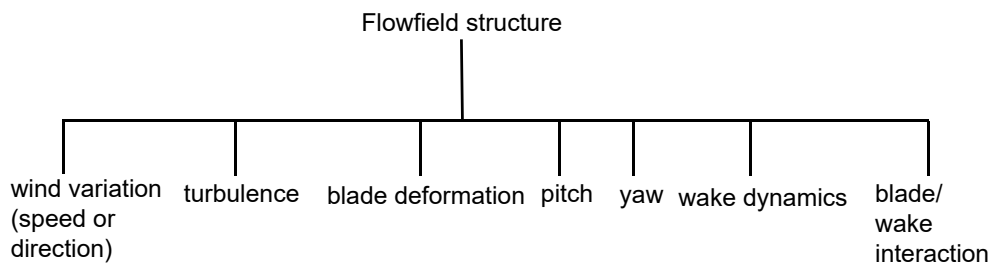 Flowfield structure
wind variation
(speed or
direction)
turbulence
blade deformation
pitch
yaw
wake dynamics
blade/
wake
interaction